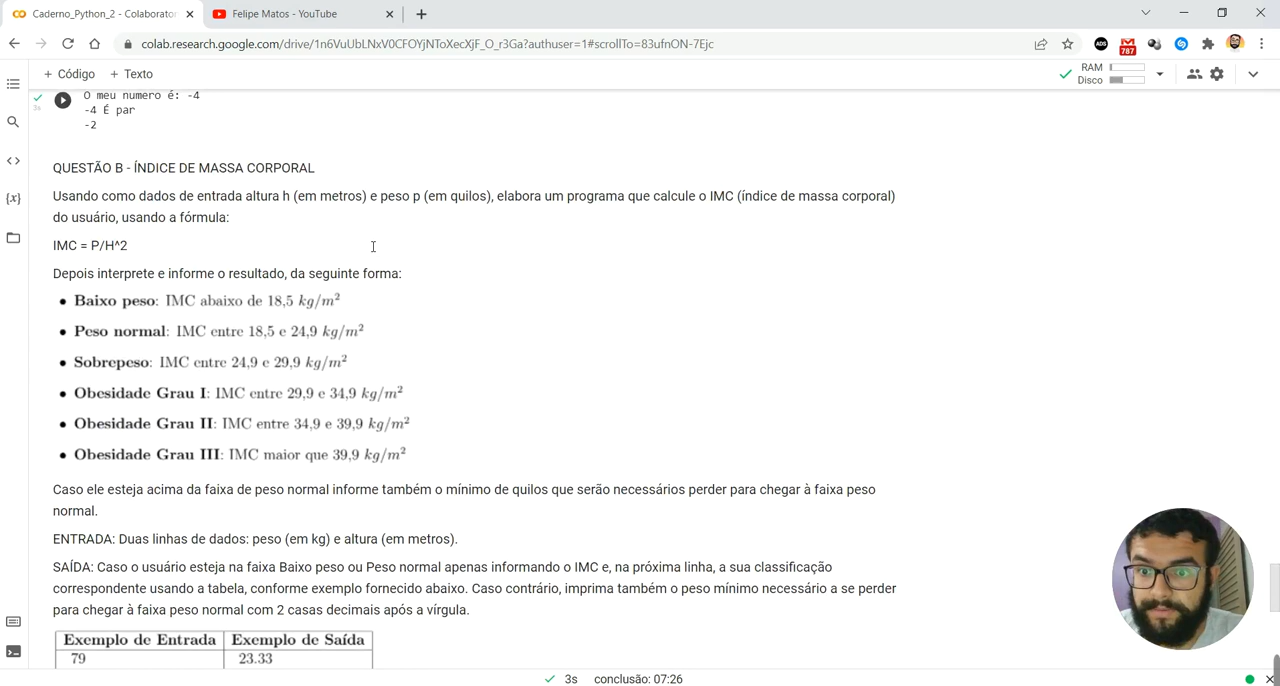 Caderno_Python_2 - Colaborator
Felipe Matos - YouTube
colab.research.google.com/drive/1n6VuUbLNxV0CFOYjNToXecXjF_O_r3Ga?authuser=1#scrollTo=83ufnON-7Ejc
ADS
787
+ Código + Texto
RAM
Disco
3s
O meu numero é: -4
-4 É par
-2
QUESTÃO B - ÍNDICE DE MASSA CORPORAL
Usando como dados de entrada altura h (em metros) e peso p (em quilos), elabora um programa que calcule o IMC (índice de massa corporal)
do usuário, usando a fórmula:
IMC = P/H^2
Depois interprete e informe o resultado, da seguinte forma:
• Baixo peso: IMC abaixo de 18,5 kg/m²
• Peso normal: IMC entre 18,5 e 24,9 kg/m²
• Sobrepeso: IMC entre 24,9 e 29,9 kg/m²
• Obesidade Grau I: IMC entre 29,9 e 34,9 kg/m²
• Obesidade Grau II: IMC entre 34,9 e 39,9 kg/m²
• Obesidade Grau III: IMC maior que 39,9 kg/m²
Caso ele esteja acima da faixa de peso normal informe também o mínimo de quilos que serão necessários perder para chegar à faixa peso
normal.
ENTRADA: Duas linhas de dados: peso (em kg) e altura (em metros).
SAÍDA: Caso o usuário esteja na faixa Baixo peso ou Peso normal apenas informando o IMC e, na próxima linha, a sua classificação
correspondente usando a tabela, conforme exemplo fornecido abaixo. Caso contrário, imprima também o peso mínimo necessário a se perder
para chegar à faixa peso normal com 2 casas decimais após a vírgula.
Exemplo de Entrada Exemplo de Saída
79 23.33
3s conclusão: 07:26